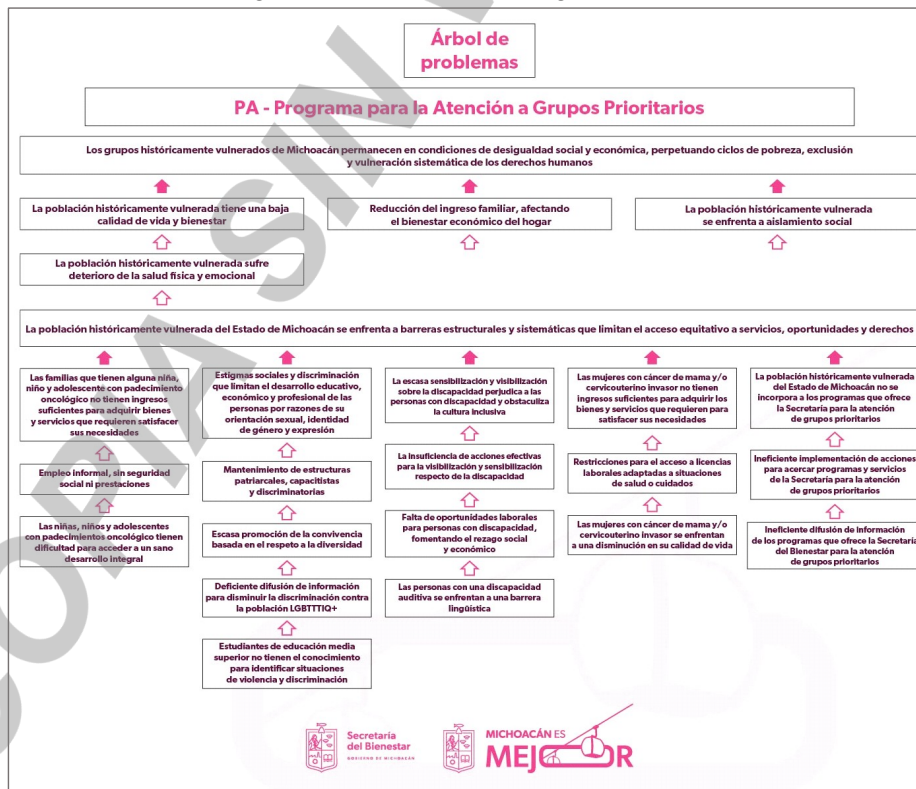 Árbol de
problemas
PA - Programa para la Atención a Grupos Prioritarios
Los grupos históricamente vulnerados de Michoacán permanecen en condiciones de desigualdad social y económica, perpetuando ciclos de pobreza, exclusión
y vulneración sistemática de los derechos humanos
La población históricamente vulnerada tiene una baja
calidad de vida y bienestar
Reducción del ingreso familiar, afectando
el bienestar económico del hogar
La población históricamente vulnerada
se enfrenta a aislamiento social
La población históricamente vulnerada sufre
deterioro de la salud física y emocional
La población históricamente vulnerada del Estado de Michoacán se enfrenta a barreras estructurales y sistemáticas que limitan el acceso equitativo a servicios, oportunidades y derechos
Las familias que tienen alguna niña,
niño y adolescente con padecimiento
oncológico no tienen ingresos
suficientes para adquirir bienes
y servicios que requieren satisfacer
sus necesidades
Empleo informal, sin seguridad
social ni prestaciones
Las niñas, niños y adolescentes
con padecimientos oncológico tienen
dificultad para acceder a un sano
desarrollo integral
Estigmas sociales y discriminación
que limitan el desarrollo educativo,
económico y profesional de las
personas por razones de su
orientación sexual, identidad
de género y expresión
Mantenimiento de estructuras
patriarcales, capacitistas
y discriminatorias
Escasa promoción de la convivencia
basada en el respeto a la diversidad
Deficiente difusión de información
para disminuir la discriminación contra
la población LGBTTTIQ+
Estudiantes de educación media
superior no tienen el conocimiento
para identificar situaciones
de violencia y discriminación
La escasa sensibilización y visibilización
sobre la discapacidad perjudica a las
personas con discapacidad y obstaculiza
la cultura inclusiva
La insuficiencia de acciones efectivas
para la visibilización y sensibilización
respecto de la discapacidad
Falta de oportunidades laborales
para personas con discapacidad,
fomentando el rezago social
y económico
Las personas con una discapacidad
auditiva se enfrentan a una barrera
lingüística
Las mujeres con cáncer de mama y/o
cervicouterino invasor no tienen
ingresos suficientes para adquirir los
bienes y servicios que requieren para
satisfacer sus necesidades
Restricciones para el acceso a licencias
laborales adaptadas a situaciones
de salud o cuidados
Las mujeres con cáncer de mama y/o
cervicouterino invasor se enfrentan
a una disminución en su calidad de vida
La población históricamente vulnerada
del Estado de Michoacán no se
incorpora a los programas que ofrece
la Secretaría para la atención
de grupos prioritarios
Ineficiente implementación de acciones
para acercar programas y servicios
de la Secretaría para la atención
de grupos prioritarios
Ineficiente difusión de información
de los programas que ofrece la Secretaría
del Bienestar para la atención
de grupos prioritarios
Secretaría
del Bienestar
GOBIERNO DE MICHOACÁN
MICHOACÁN ES
MEJOR
COPIA SIN